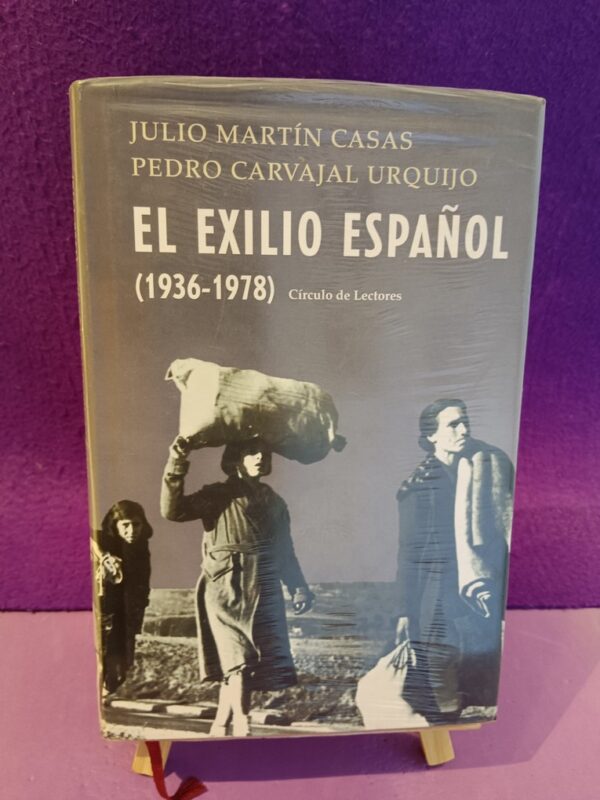 JULIO MARTÍN CASAS
PEDRO CARVAJAL URQUIJO
EL EXILIO ESPAÑOL
(1936-1978) Círculo de Lectores